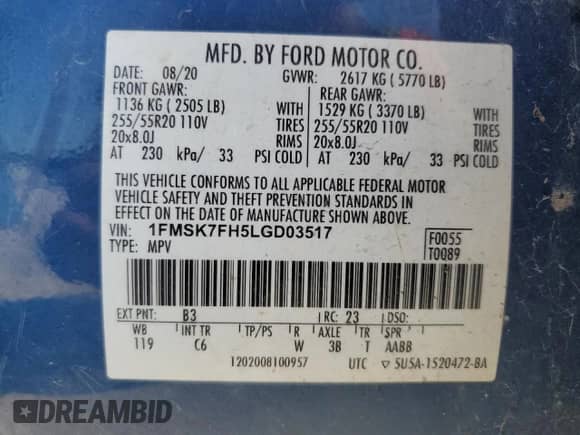 MFD. BY FORD MOTOR CO.
DATE: 08/20 GVWR: 2617 KG ( 5770 LB)
FRONT GAWR: REAR GAWR:
1136 KG ( 2505 LB) WITH 1529 KG ( 3370 LB) WITH
255/55R20 110V TIRES 255/55R20 110V TIRES
20x8.0J RIMS 20x8.0J RIMS
AT 230 kPa/ 33 PSI COLD AT 230 kPa/ 33 PSI COLD
THIS VEHICLE CONFORMS TO ALL APPLICABLE FEDERAL MOTOR
VEHICLE SAFETY AND THEFT PREVENTION STANDARDS IN
EFFECT ON THE DATE OF MANUFACTURE SHOWN ABOVE.
VIN: 1FMSK7FH5LGD03517 F0055
TYPE: MPV T0089
EXT PNT: B3 RC: 23 DSO:
WB INT TR TP/PS R AXLE TR SPR
119 C6 W 3B T AABB
1202008100957 UTC ▽ 5U5A-1520472-BA
DREAMBID